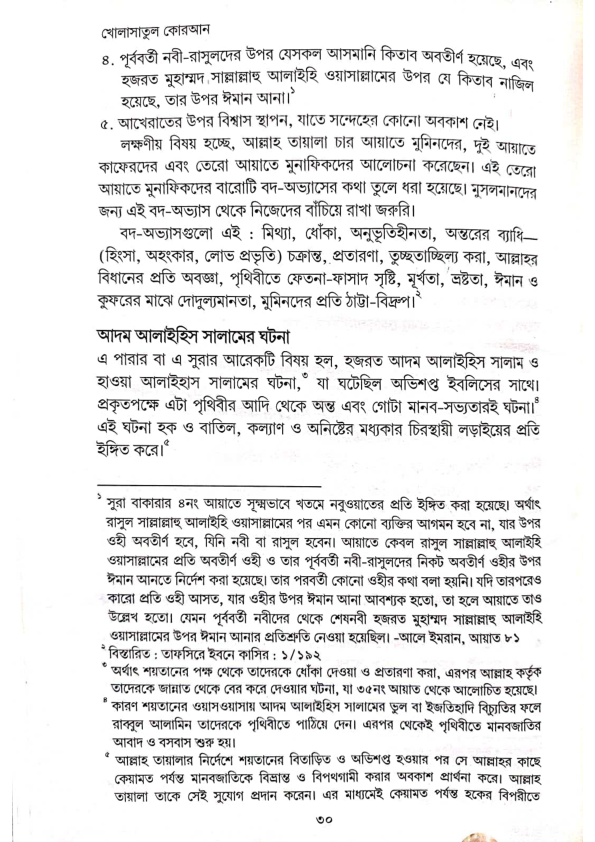 খোলাসাতুল কোরআন
৪. পূর্ববর্তী নবী-রাসুলদের উপর যেসকল আসমানি কিতাব অবতীর্ণ হয়েছে, এবং
হজরত মুহাম্মদ সাল্লাল্লাহু আলাইহি ওয়াসাল্লামের উপর যে কিতাব নাজিল
হয়েছে, তার উপর ঈমান আনা।১
৫. আখেরাতের উপর বিশ্বাস স্থাপন, যাতে সন্দেহের কোনো অবকাশ নেই।
লক্ষণীয় বিষয় হচ্ছে, আল্লাহ তায়ালা চার আয়াতে মুমিনদের, দুই আয়াতে
কাফেরদের এবং তেরো আয়াতে মুনাফিকদের আলোচনা করেছেন। এই তেরো
আয়াতে মুনাফিকদের বারোটি বদ-অভ্যাসের কথা তুলে ধরা হয়েছে। মুসলমানদের
জন্য এই বদ-অভ্যাস থেকে নিজেদের বাঁচিয়ে রাখা জরুরি।
বদ-অভ্যাসগুলো এই : মিথ্যা, ধোঁকা, অনুভূতিহীনতা, অন্তরের ব্যাধি—
(হিংসা, অহংকার, লোভ প্রভৃতি) চক্রান্ত, প্রতারণা, তুচ্ছতাচ্ছিল্য করা, আল্লাহর
বিধানের প্রতি অবজ্ঞা, পৃথিবীতে ফেতনা-ফাসাদ সৃষ্টি, মূর্খতা, ভ্রষ্টতা, ঈমান ও
কুফরের মাঝে দোদুল্যমানতা, মুমিনদের প্রতি ঠাট্টা-বিদ্রুপ।২
আদম আলাইহিস সালামের ঘটনা
এ পারার বা এ সুরার আরেকটি বিষয় হল, হজরত আদম আলাইহিস সালাম ও
হাওয়া আলাইহাস সালামের ঘটনা,৩ যা ঘটেছিল অভিশপ্ত ইবলিসের সাথে।
প্রকৃতপক্ষে এটা পৃথিবীর আদি থেকে অন্ত এবং গোটা মানব-সভ্যতারই ঘটনা।৪
এই ঘটনা হক ও বাতিল, কল্যাণ ও অনিষ্টের মধ্যকার চিরস্থায়ী লড়াইয়ের প্রতি
ইঙ্গিত করে।৫
১ সুরা বাকারার ৪নং আয়াতে সূক্ষ্মভাবে খতমে নবুওয়াতের প্রতি ইঙ্গিত করা হয়েছে। অর্থাৎ
রাসুল সাল্লাল্লাহু আলাইহি ওয়াসাল্লামের পর এমন কোনো ব্যক্তির আগমন হবে না, যার উপর
ওহী অবতীর্ণ হবে, যিনি নবী বা রাসুল হবেন। আয়াতে কেবল রাসুল সাল্লাল্লাহু আলাইহি
ওয়াসাল্লামের প্রতি অবতীর্ণ ওহী ও তার পূর্ববর্তী নবী-রাসুলদের নিকট অবতীর্ণ ওহীর উপর
ঈমান আনতে নির্দেশ করা হয়েছে। তার পরবর্তী কোনো ওহীর কথা বলা হয়নি। যদি তারপরেও
কারো প্রতি ওহী আসত, যার ওহীর উপর ঈমান আনা আবশ্যক হতো, তা হলে আয়াতে তাও
উল্লেখ হতো। যেমন পূর্ববর্তী নবীদের থেকে শেষনবী হজরত মুহাম্মদ সাল্লাল্লাহু আলাইহি
ওয়াসাল্লামের উপর ঈমান আনার প্রতিশ্রুতি নেওয়া হয়েছিল। -আলে ইমরান, আয়াত ৮১
২ বিস্তারিত : তাফসিরে ইবনে কাসির : ১/১৯২
৩ অর্থাৎ শয়তানের পক্ষ থেকে তাদেরকে ধোঁকা দেওয়া ও প্রতারণা করা, এরপর আল্লাহ কর্তৃক
তাদেরকে জান্নাত থেকে বের করে দেওয়ার ঘটনা, যা ৩৫নং আয়াত থেকে আলোচিত হয়েছে।
৪ কারণ শয়তানের ওয়াসওয়াসায় আদম আলাইহিস সালামের ভুল বা ইজতিহাদি বিচ্যুতির ফলে
রাব্বুল আলামিন তাদেরকে পৃথিবীতে পাঠিয়ে দেন। এরপর থেকেই পৃথিবীতে মানবজাতির
আবাদ ও বসবাস শুরু হয়।
৫ আল্লাহ তায়ালার নির্দেশে শয়তানের বিতাড়িত ও অভিশপ্ত হওয়ার পর সে আল্লাহর কাছে
কেয়ামত পর্যন্ত মানবজাতিকে বিভ্রান্ত ও বিপথগামী করার অবকাশ প্রার্থনা করে। আল্লাহ
তায়ালা তাকে সেই সুযোগ প্রদান করেন। এর মাধ্যমেই কেয়ামত পর্যন্ত হকের বিপরীতে
৩০